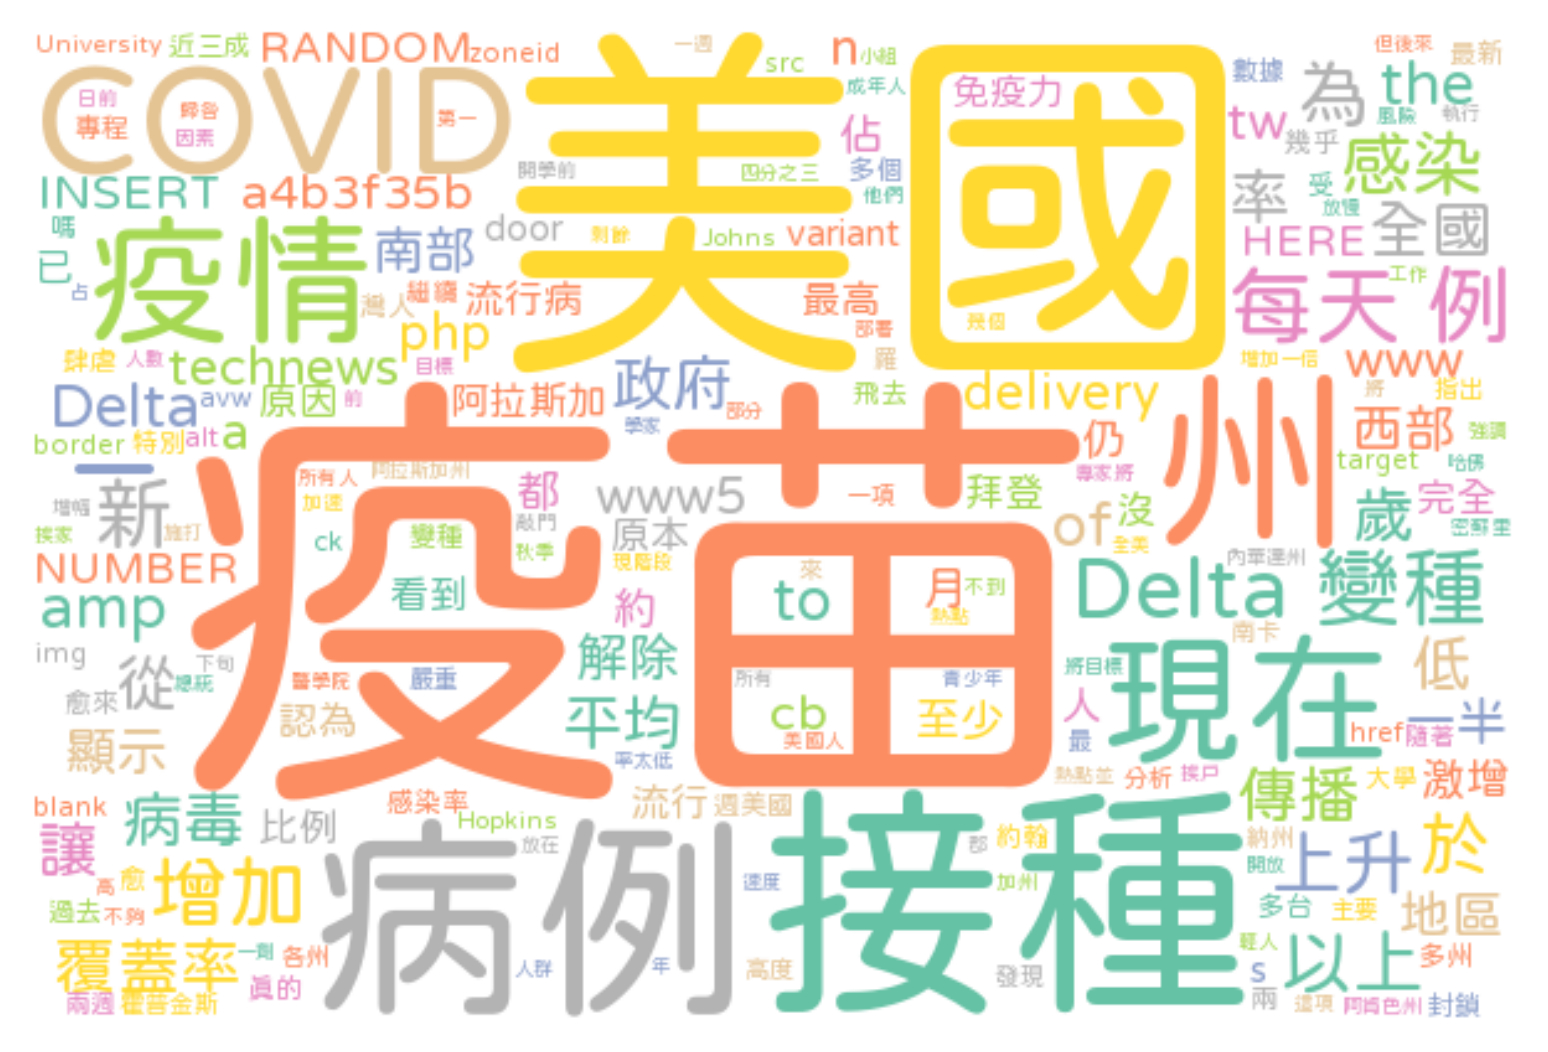 University 近三成 RANDOM zoneid 一週 src n 小組 但後來 最新
COVID 美國 成年人 免疫力 數據 為 the
日前 歸咎 第一 tw 風險 執行
專程 因素 佔 幾乎 感染
開學前 四分之三 多個 率 受
INSERT a4b3f35b 他們 放慢
嗎 疫情 南部 door 剩餘 Johns variant HERE 全國
已 占 灣人 繼續 流行病 最高 每天 例 工作
php 部署 幾個
肆虐 人數 technews 目標 羅 增加一倍 www
Delta avw 原因 前 阿拉斯加 政府 部分 飛去 delivery 州 將 指出
border 特別 alt a 學家 仍 西部 強調
一 疫苗 所有人 阿拉斯加州 專家將 target 哈佛
增幅 新 加速 都 www5 一項 拜登 歲 完全
挨家 施打 ck 變種 敲門 原本 of 沒 密蘇里
秋季 現階段 全美 內華達州
NUMBER 來 月 不到 Delta 變種
amp 看到 約 to 熱點
img 下旬 解除 南卡 低
從 總統 醫學院 嚴重 所有 青少年 將目標 現在
愈來 認為 平均 cb 至少 人 一半
顯示 美國人 最 href 隨著
率太低 熱點並 分析 挨戶 大學 激增
blank 病毒 感染率 流行 週美國 傳播
讓 比例 Hopkins 放在 郡 約翰 納州 上升 於
高 愈 增加 病例 接種 速度 加州 開放
過去 不夠 多台 主要 地區
覆蓋率 一劑 各州 人群 年 高度 發現 輕人 s 以上 多州
兩週 霍普金斯 真的 兩 這項 阿肯色州 封鎖